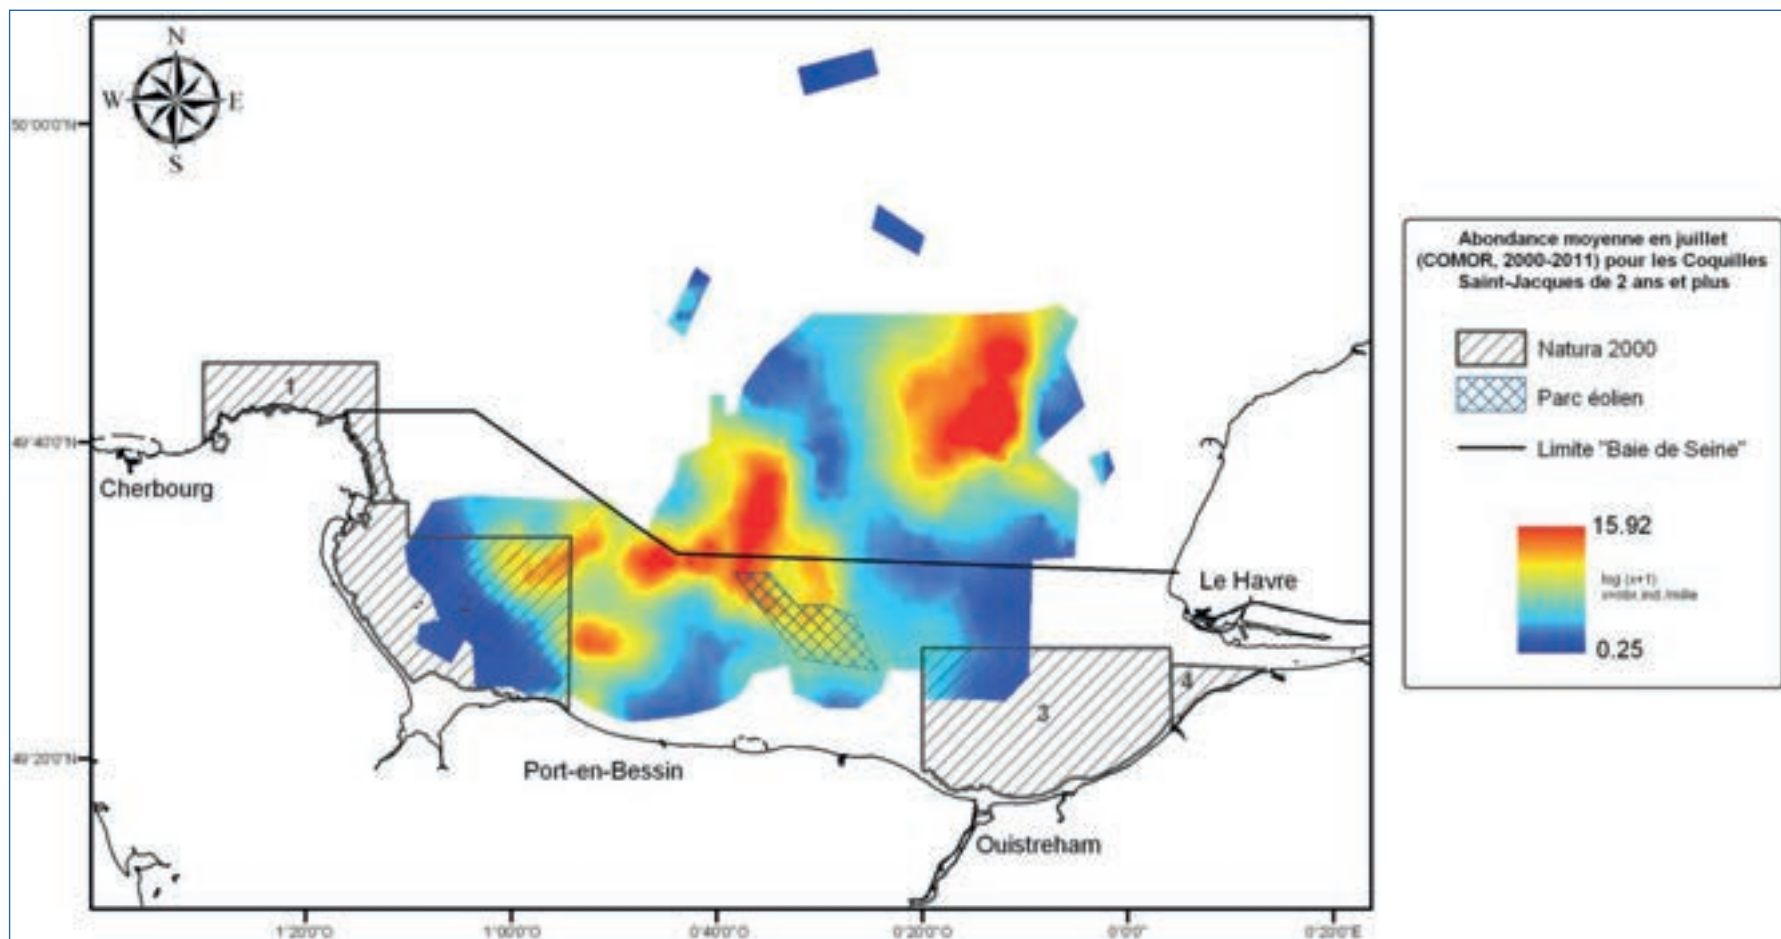 N
W E
S
50°00'0"N
49°40'0"N
49°20'0"N
1
3
4
Cherbourg
Le Havre
Port-en-Bessin
Ouistreham
1°20'0"O
1°00'0"O
0°40'0"O
0°20'0"O
0°0'0"
0°20'0"E
Abondance moyenne en juillet
(COMOR, 2000-2011) pour les Coquilles
Saint-Jacques de 2 ans et plus
Natura 2000
Parc éolien
Limite "Baie de Seine"
15.92
log (x+1)
x=nbr.ind./mille
0.25